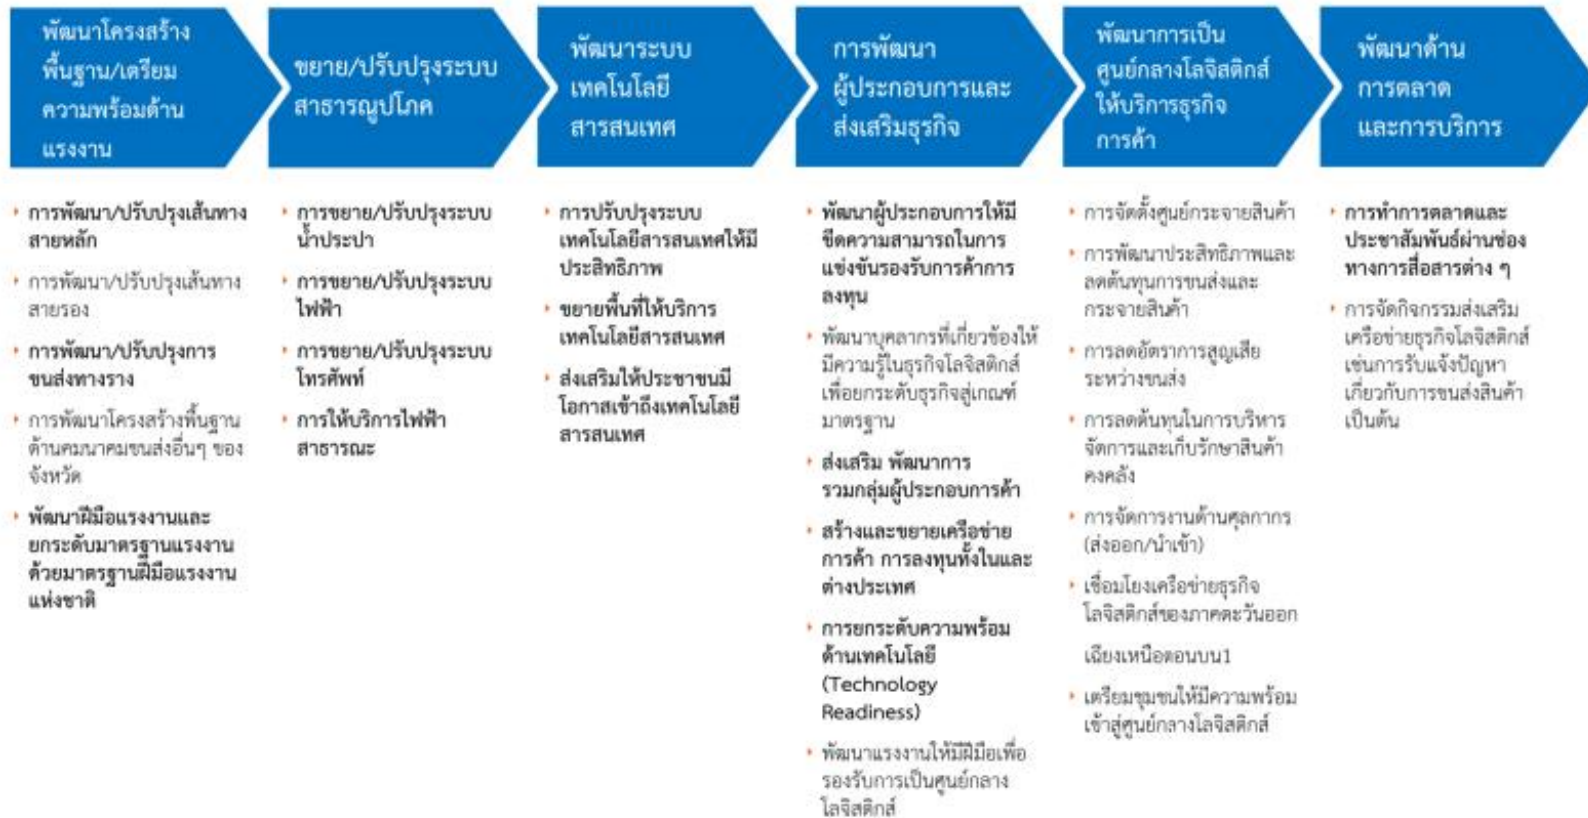 พัฒนาโครงสร้าง
พื้นฐาน/เตรียม
ความพร้อมด้าน
แรงงาน
ขยาย/ปรับปรุงระบบ
สาธารณูปโภค
พัฒนาระบบ
เทคโนโลยี
สารสนเทศ
การพัฒนา
ผู้ประกอบการและ
ส่งเสริมธุรกิจ
พัฒนาการเป็น
ศูนย์กลางโลจิสติกส์
ให้บริการธุรกิจ
การค้า
พัฒนาด้าน
การตลาด
และการบริการ
การพัฒนา/ปรับปรุงเส้นทาง
สายหลัก
การพัฒนา/ปรับปรุงเส้นทาง
สายรอง
การพัฒนา/ปรับปรุงการ
ขนส่งทางราง
การพัฒนาโครงสร้างพื้นฐาน
ด้านคมนาคมขนส่งอื่นๆ ของ
จังหวัด
พัฒนาฝีมือแรงงานและ
ยกระดับมาตรฐานแรงงาน
ด้วยมาตรฐานฝีมือแรงงาน
แห่งชาติ
การขยาย/ปรับปรุงระบบ
น้ำประปา
การขยาย/ปรับปรุงระบบ
ไฟฟ้า
การขยาย/ปรับปรุงระบบ
โทรศัพท์
การให้บริการไฟฟ้า
สาธารณะ
การปรับปรุงระบบ
เทคโนโลยีสารสนเทศให้มี
ประสิทธิภาพ
ขยายพื้นที่ให้บริการ
เทคโนโลยีสารสนเทศ
ส่งเสริมให้ประชาชนมี
โอกาสเข้าถึงเทคโนโลยี
สารสนเทศ
พัฒนาผู้ประกอบการให้มี
ขีดความสามารถในการ
แข่งขันรองรับการค้าการ
ลงทุน
พัฒนาบุคลากรที่เกี่ยวข้องให้
มีความรู้ในธุรกิจโลจิสติกส์
เพื่อยกระดับธุรกิจสู่เกณฑ์
มาตรฐาน
ส่งเสริม พัฒนาการ
รวมกลุ่มผู้ประกอบการค้า
สร้างและขยายเครือข่าย
การค้า การลงทุนทั้งในและ
ต่างประเทศ
การยกระดับความพร้อม
ด้านเทคโนโลยี
(Technology
Readiness)
พัฒนาแรงงานให้มีฝีมือเพื่อ
รองรับการเป็นศูนย์กลาง
โลจิสติกส์
การจัดตั้งศูนย์กระจายสินค้า
การพัฒนาประสิทธิภาพและ
ลดต้นทุนการขนส่งและ
กระจายสินค้า
การลดอัตราการสูญเสีย
ระหว่างขนส่ง
การลดต้นทุนในการบริหาร
จัดการและเก็บรักษาสินค้า
คงคลัง
การจัดการงานด้านศุลกากร
(ส่งออก/นำเข้า)
เชื่อมโยงเครือข่ายธุรกิจ
โลจิสติกส์ของภาคตะวันออก
เฉียงเหนือตอนบน1
เตรียมชุมชนให้มีความพร้อม
เข้าสู่ศูนย์กลางโลจิสติกส์
การทำการตลาดและ
ประชาสัมพันธ์ผ่านช่อง
ทางการสื่อสารต่าง ๆ
การจัดกิจกรรมส่งเสริม
เครือข่ายธุรกิจโลจิสติกส์
เช่นการรับแจ้งปัญหา
เกี่ยวกับการขนส่งสินค้า
เป็นต้น